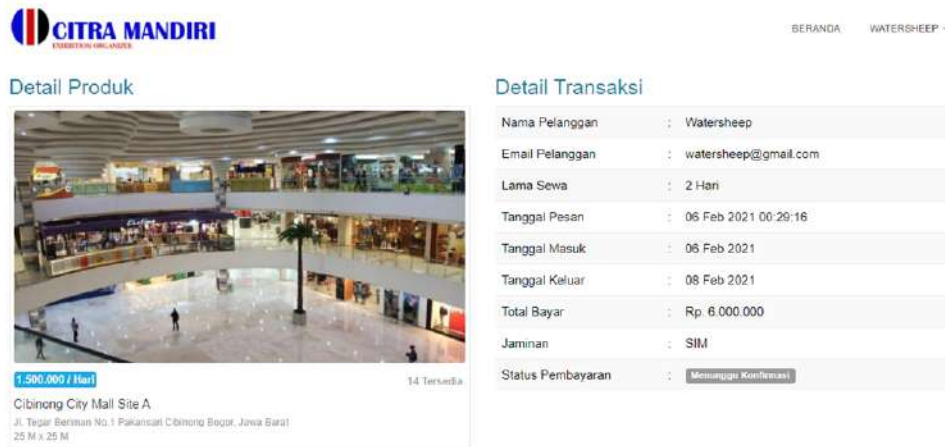 CITRA MANDIRI
EXHIBITION ORGANIZER
BERANDA WATERSHEEP
Detail Produk
1.500.000 / Hari
14 Tersedia
Cibinong City Mall Site A
Jl. Tegar Beriman No.1 Pakansari Cibinong Bogor, Jawa Barat
25 M x 25 M
Detail Transaksi
Nama Pelanggan : Watersheep
Email Pelanggan : watersheep@gmail.com
Lama Sewa : 2 Hari
Tanggal Pesan : 06 Feb 2021 00:29:16
Tanggal Masuk : 06 Feb 2021
Tanggal Keluar : 08 Feb 2021
Total Bayar : Rp. 6.000.000
Jaminan : SIM
Status Pembayaran : Menunggu Konfirmasi